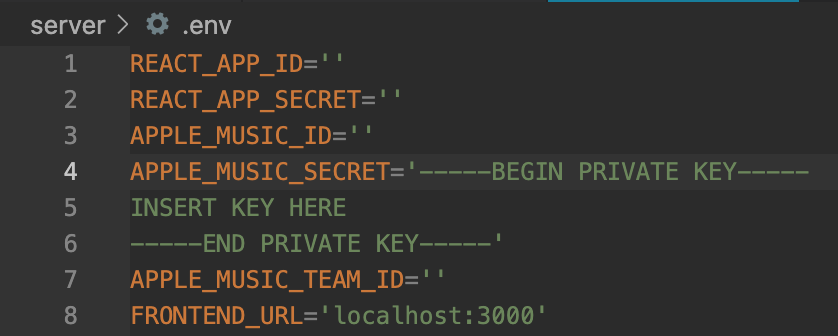 server > .env
1 REACT_APP_ID=''
2 REACT_APP_SECRET=''
3 APPLE_MUSIC_ID=''
4 APPLE_MUSIC_SECRET='-----BEGIN PRIVATE KEY-----
5 INSERT KEY HERE
6 -----END PRIVATE KEY-----'
7 APPLE_MUSIC_TEAM_ID=''
8 FRONTEND_URL='localhost:3000'